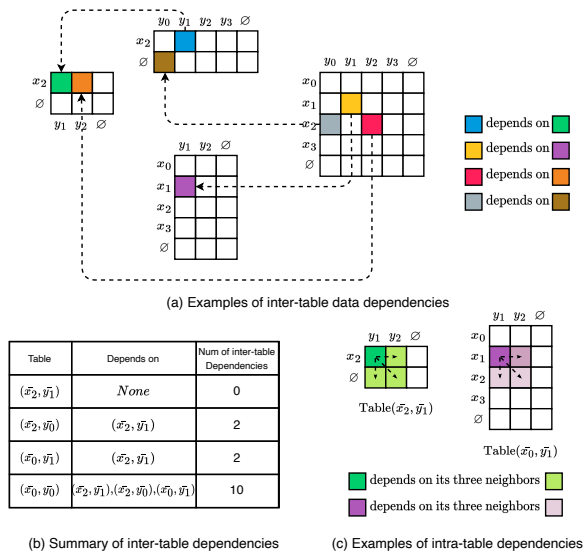 y₀ y₁ y₂ y₃ ∅
x₂
∅
x₂
∅
y₁ y₂ ∅
y₀ y₁ y₂ y₃ ∅
x₀
x₁
x₂
x₃
∅
y₁ y₂ ∅
x₀
x₁
x₂
x₃
∅
depends on
depends on
depends on
depends on
(a) Examples of inter-table data dependencies
Table Depends on Num of inter-table Dependencies
(x̄₂, ȳ₁) None 0
(x̄₂, ȳ₀) (x̄₂, ȳ₁) 2
(x̄₀, ȳ₁) (x̄₂, ȳ₁) 2
(x̄₀, ȳ₀) (x̄₂, ȳ₁),(x̄₂, ȳ₀),(x̄₀, ȳ₁) 10
(b) Summary of inter-table dependencies
y₁ y₂ ∅
x₂
∅
Table(x̄₂, ȳ₁)
y₁ y₂ ∅
x₀
x₁
x₂
x₃
∅
Table(x̄₀, ȳ₁)
depends on its three neighbors
depends on its three neighbors
(c) Examples of intra-table dependencies